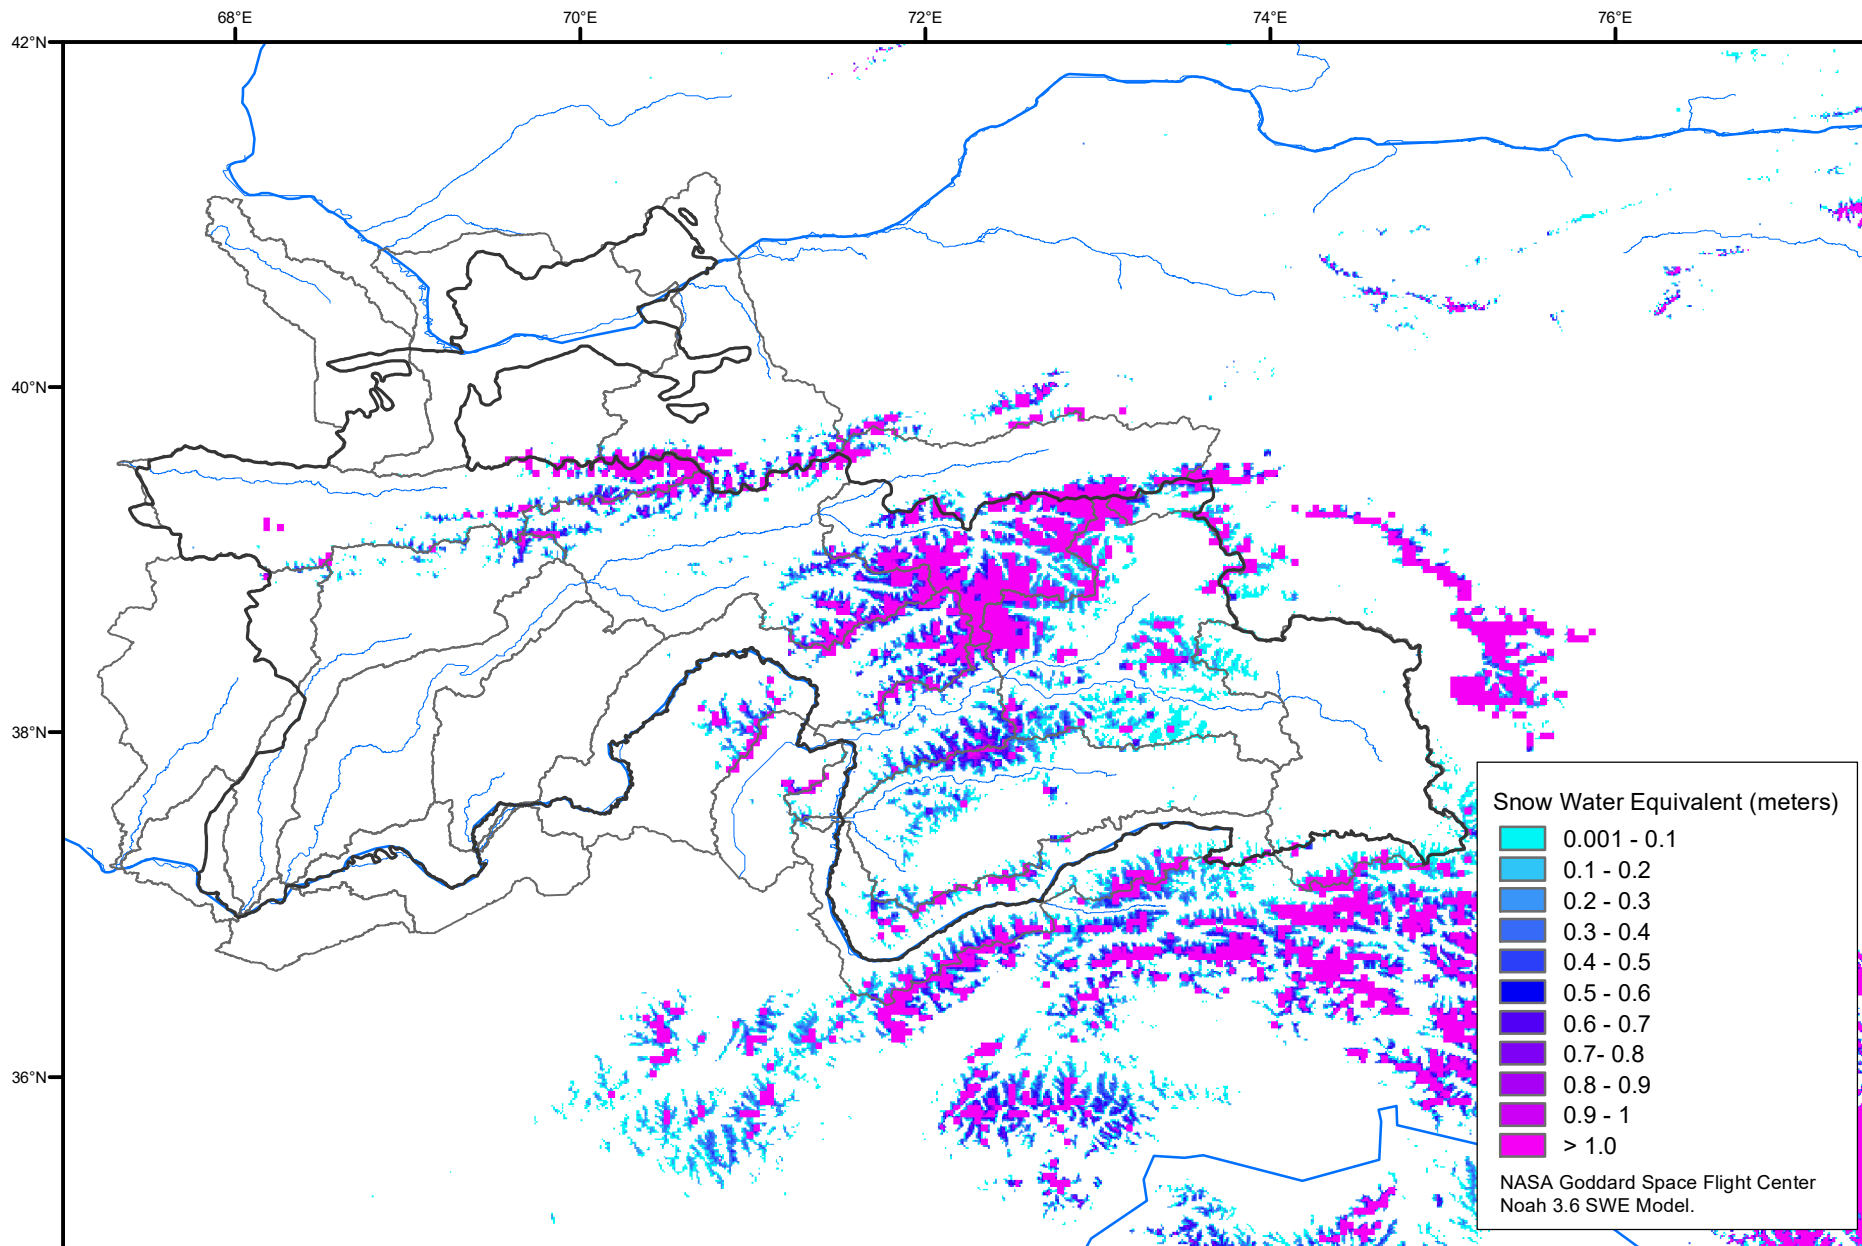 68°E
70°E
72°E
74°E
76°E
42°N
40°N
38°N
36°N
Snow Water Equivalent (meters)
0.001 - 0.1
0.1 - 0.2
0.2 - 0.3
0.3 - 0.4
0.4 - 0.5
0.5 - 0.6
0.6 - 0.7
0.7- 0.8
0.8 - 0.9
0.9 - 1
> 1.0
NASA Goddard Space Flight Center
Noah 3.6 SWE Model.